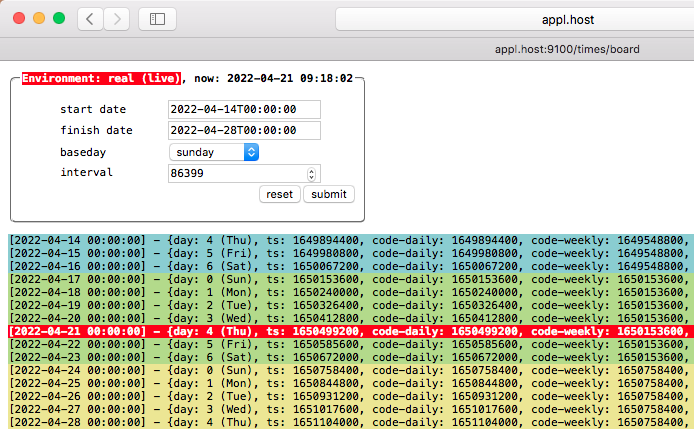 appl.host
appl.host:9100/times/board
Environment: real (live), now: 2022-04-21 09:18:02
start date 2022-04-14T00:00:00
finish date 2022-04-28T00:00:00
baseday sunday
interval 86399
reset submit
[2022-04-14 00:00:00] - {day: 4 (Thu), ts: 1649894400, code-daily: 1649894400, code-weekly: 1649548800,
[2022-04-15 00:00:00] - {day: 5 (Fri), ts: 1649980800, code-daily: 1649980800, code-weekly: 1649548800,
[2022-04-16 00:00:00] - {day: 6 (Sat), ts: 1650067200, code-daily: 1650067200, code-weekly: 1649548800,
[2022-04-17 00:00:00] - {day: 0 (Sun), ts: 1650153600, code-daily: 1650153600, code-weekly: 1650153600,
[2022-04-18 00:00:00] - {day: 1 (Mon), ts: 1650240000, code-daily: 1650240000, code-weekly: 1650153600,
[2022-04-19 00:00:00] - {day: 2 (Tue), ts: 1650326400, code-daily: 1650326400, code-weekly: 1650153600,
[2022-04-20 00:00:00] - {day: 3 (Wed), ts: 1650412800, code-daily: 1650412800, code-weekly: 1650153600,
[2022-04-21 00:00:00] - {day: 4 (Thu), ts: 1650499200, code-daily: 1650499200, code-weekly: 1650153600,
[2022-04-22 00:00:00] - {day: 5 (Fri), ts: 1650585600, code-daily: 1650585600, code-weekly: 1650153600,
[2022-04-23 00:00:00] - {day: 6 (Sat), ts: 1650672000, code-daily: 1650672000, code-weekly: 1650153600,
[2022-04-24 00:00:00] - {day: 0 (Sun), ts: 1650758400, code-daily: 1650758400, code-weekly: 1650758400,
[2022-04-25 00:00:00] - {day: 1 (Mon), ts: 1650844800, code-daily: 1650844800, code-weekly: 1650758400,
[2022-04-26 00:00:00] - {day: 2 (Tue), ts: 1650931200, code-daily: 1650931200, code-weekly: 1650758400,
[2022-04-27 00:00:00] - {day: 3 (Wed), ts: 1651017600, code-daily: 1651017600, code-weekly: 1650758400,
[2022-04-28 00:00:00] - {day: 4 (Thu), ts: 1651104000, code-daily: 1651104000, code-weekly: 1650758400,